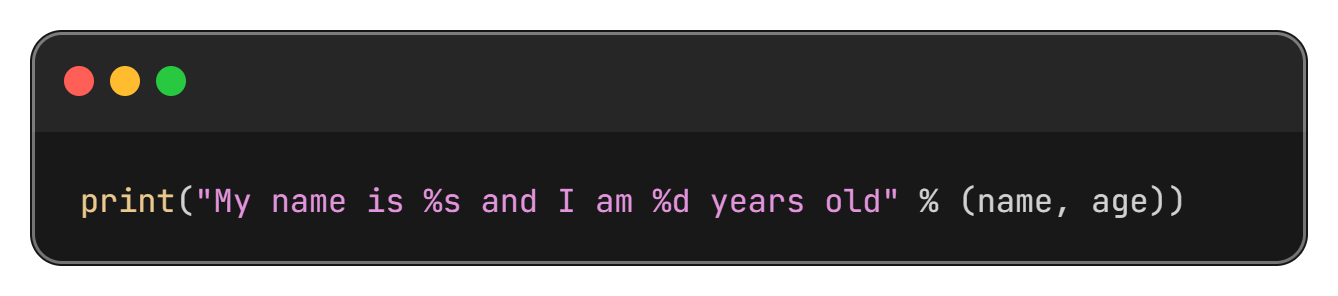 print("My name is %s and I am %d years old" % (name, age))